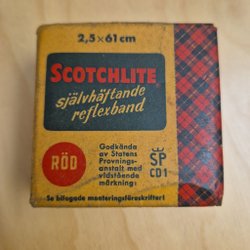 2,5 × 61 cm
SCOTCHLITE
självhäftande
reflexband
RÖD
Godkända
av Statens
Provnings-
anstalt med
vidstående
märkning:
SP
CD1
Se bifogade monteringsföreskrifter!